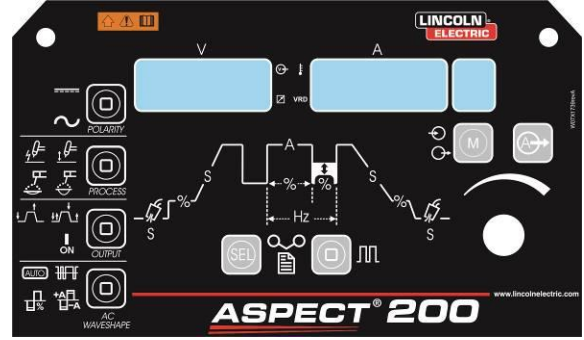 LINCOLN
ELECTRIC
V
A
V
VRD
POLARITY
M
A
PROCESS
A
S
%
%
%
S
%
S
Hz
S
OUTPUT
ON
SEL
AUTO
%
+A
-A
AC
WAVESHAPE
www.lincolnelectric.com
ASPECT® 200